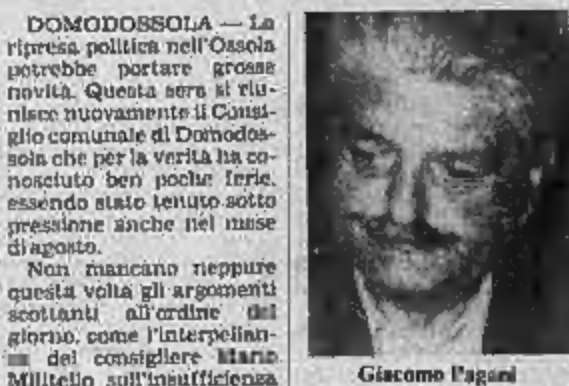 DOMODOSSOLA — La
ripresa politica nell'Ossola
potrebbe portare grosse
novità. Questa sera si riu-
nisce nuovamente il Consi-
glio comunale di Domodos-
sola che per la verità ha co-
nosciuto ben poche ferie,
essendo stato tenuto sotto
pressione anche nel mese
di agosto.
Non mancano neppure
questa volta gli argomenti
scottanti all'ordine del
giorno, come l'interpellan-
del consigliere Mario
Militello sull'insufficienza
Giacomo Pagani